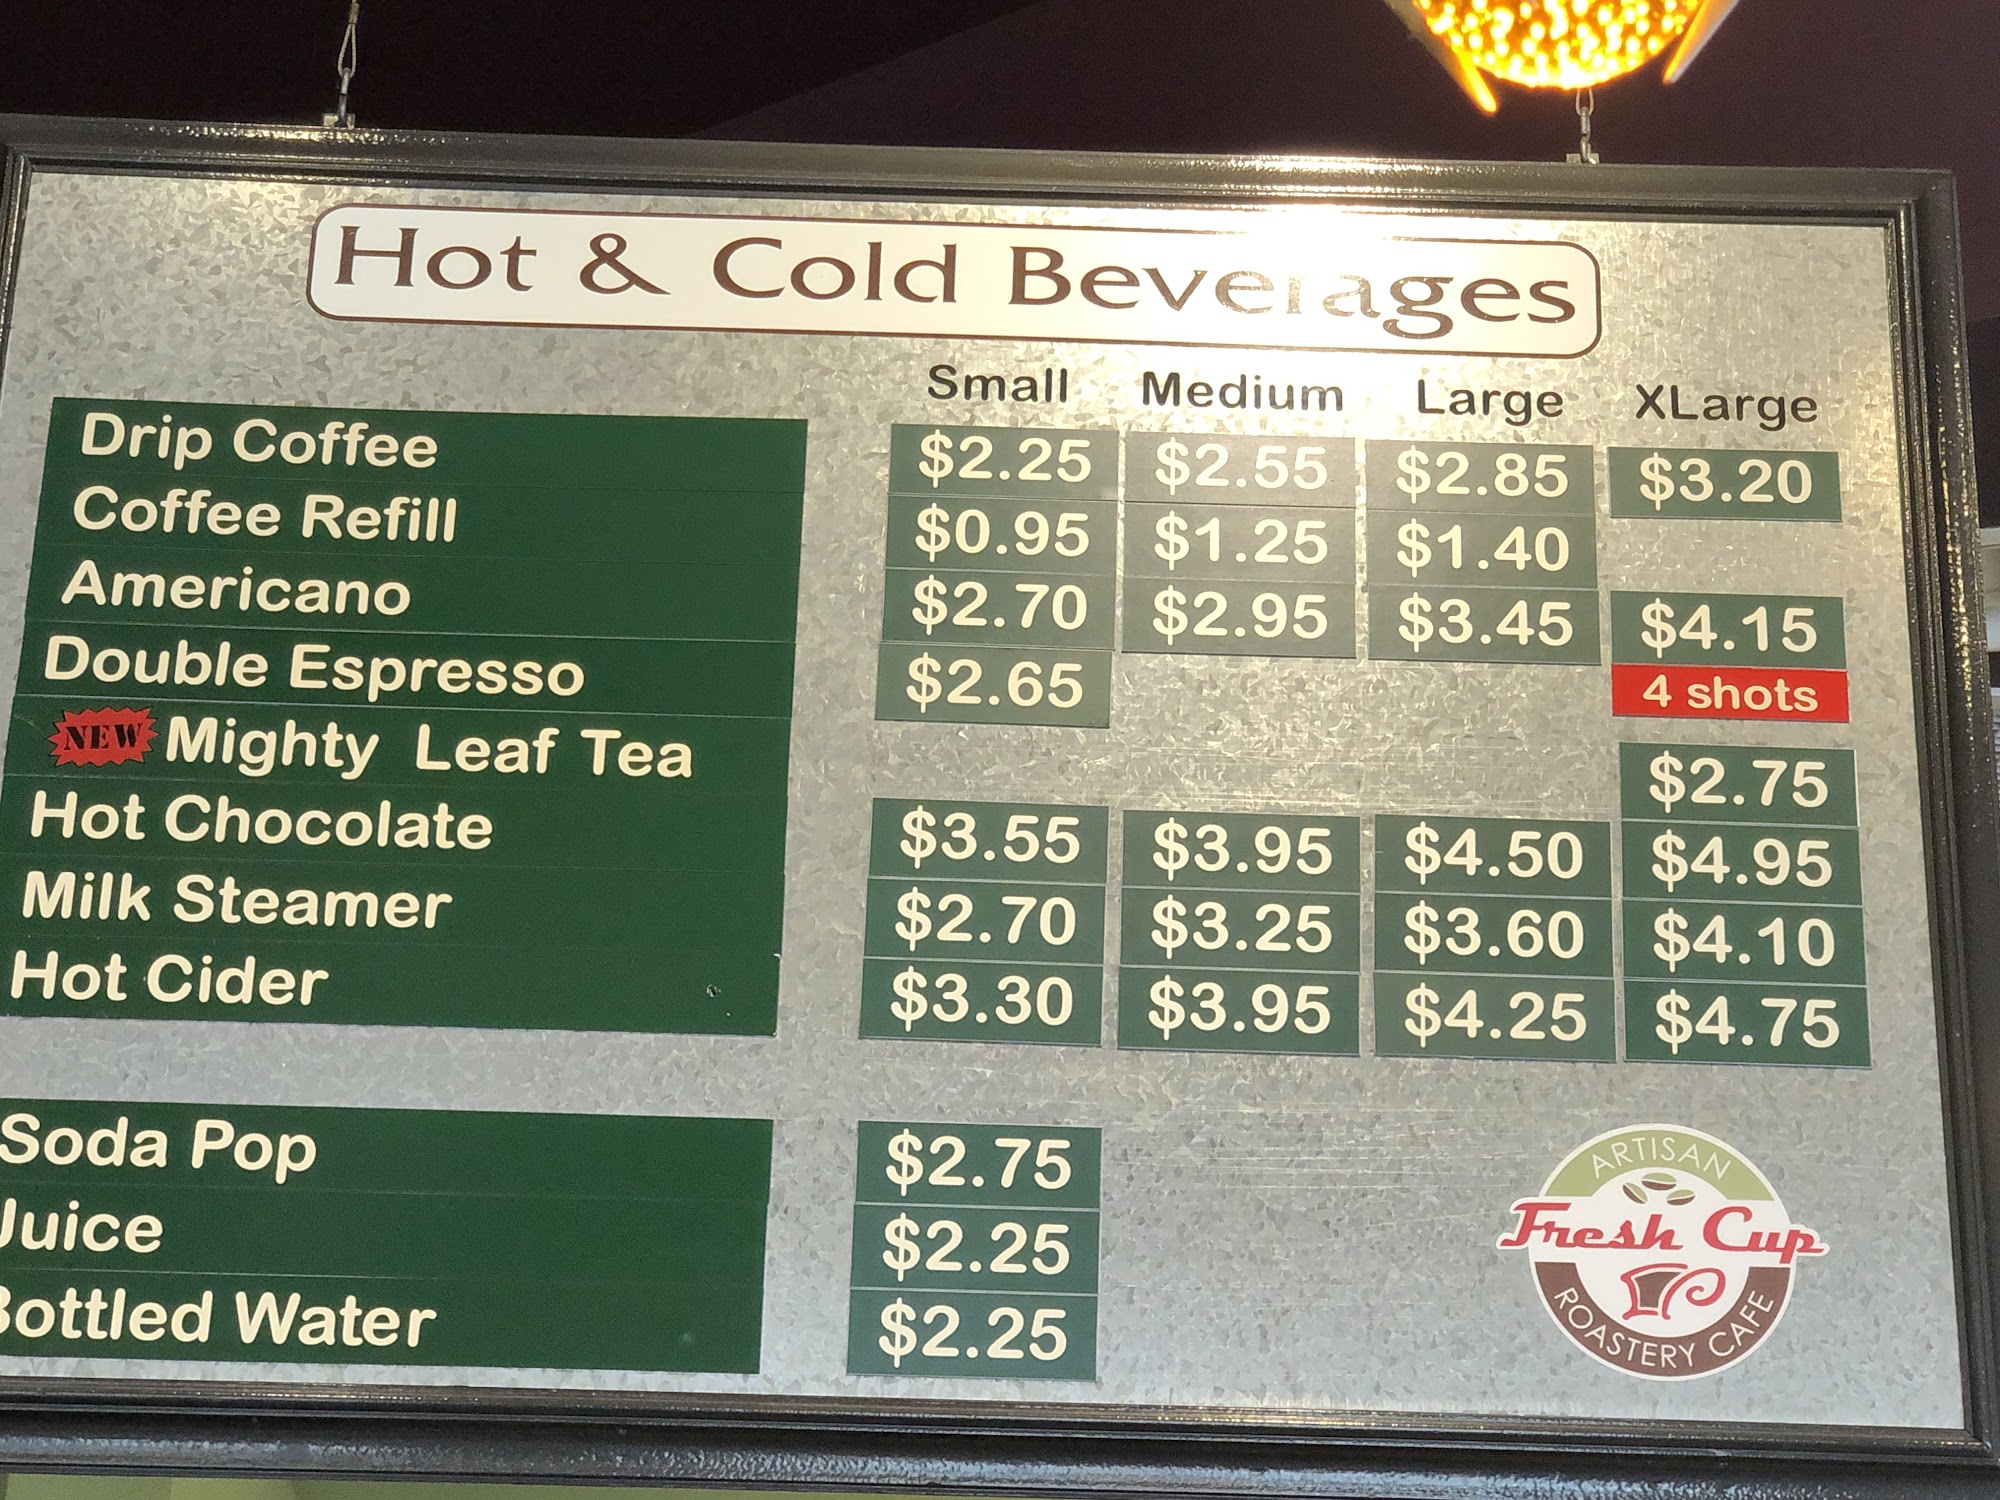 Hot & Cold Beverages
Small Medium Large XLarge
Drip Coffee $2.25 $2.55 $2.85 $3.20
Coffee Refill $0.95 $1.25 $1.40
Americano $2.70 $2.95 $3.45 $4.15
Double Espresso $2.65 4 shots
NEW Mighty Leaf Tea $2.75
Hot Chocolate $3.55 $3.95 $4.50 $4.95
Milk Steamer $2.70 $3.25 $3.60 $4.10
Hot Cider $3.30 $3.95 $4.25 $4.75
Soda Pop $2.75
Juice $2.25
Bottled Water $2.25
ARTISAN
Fresh Cup
ROASTERY CAFE